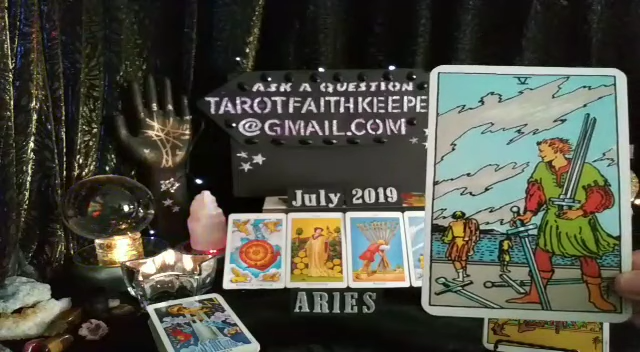 ASK A QUESTION
TAROTFAITHKEEPE
@GMAIL.COM
July 2019
ARIES
V